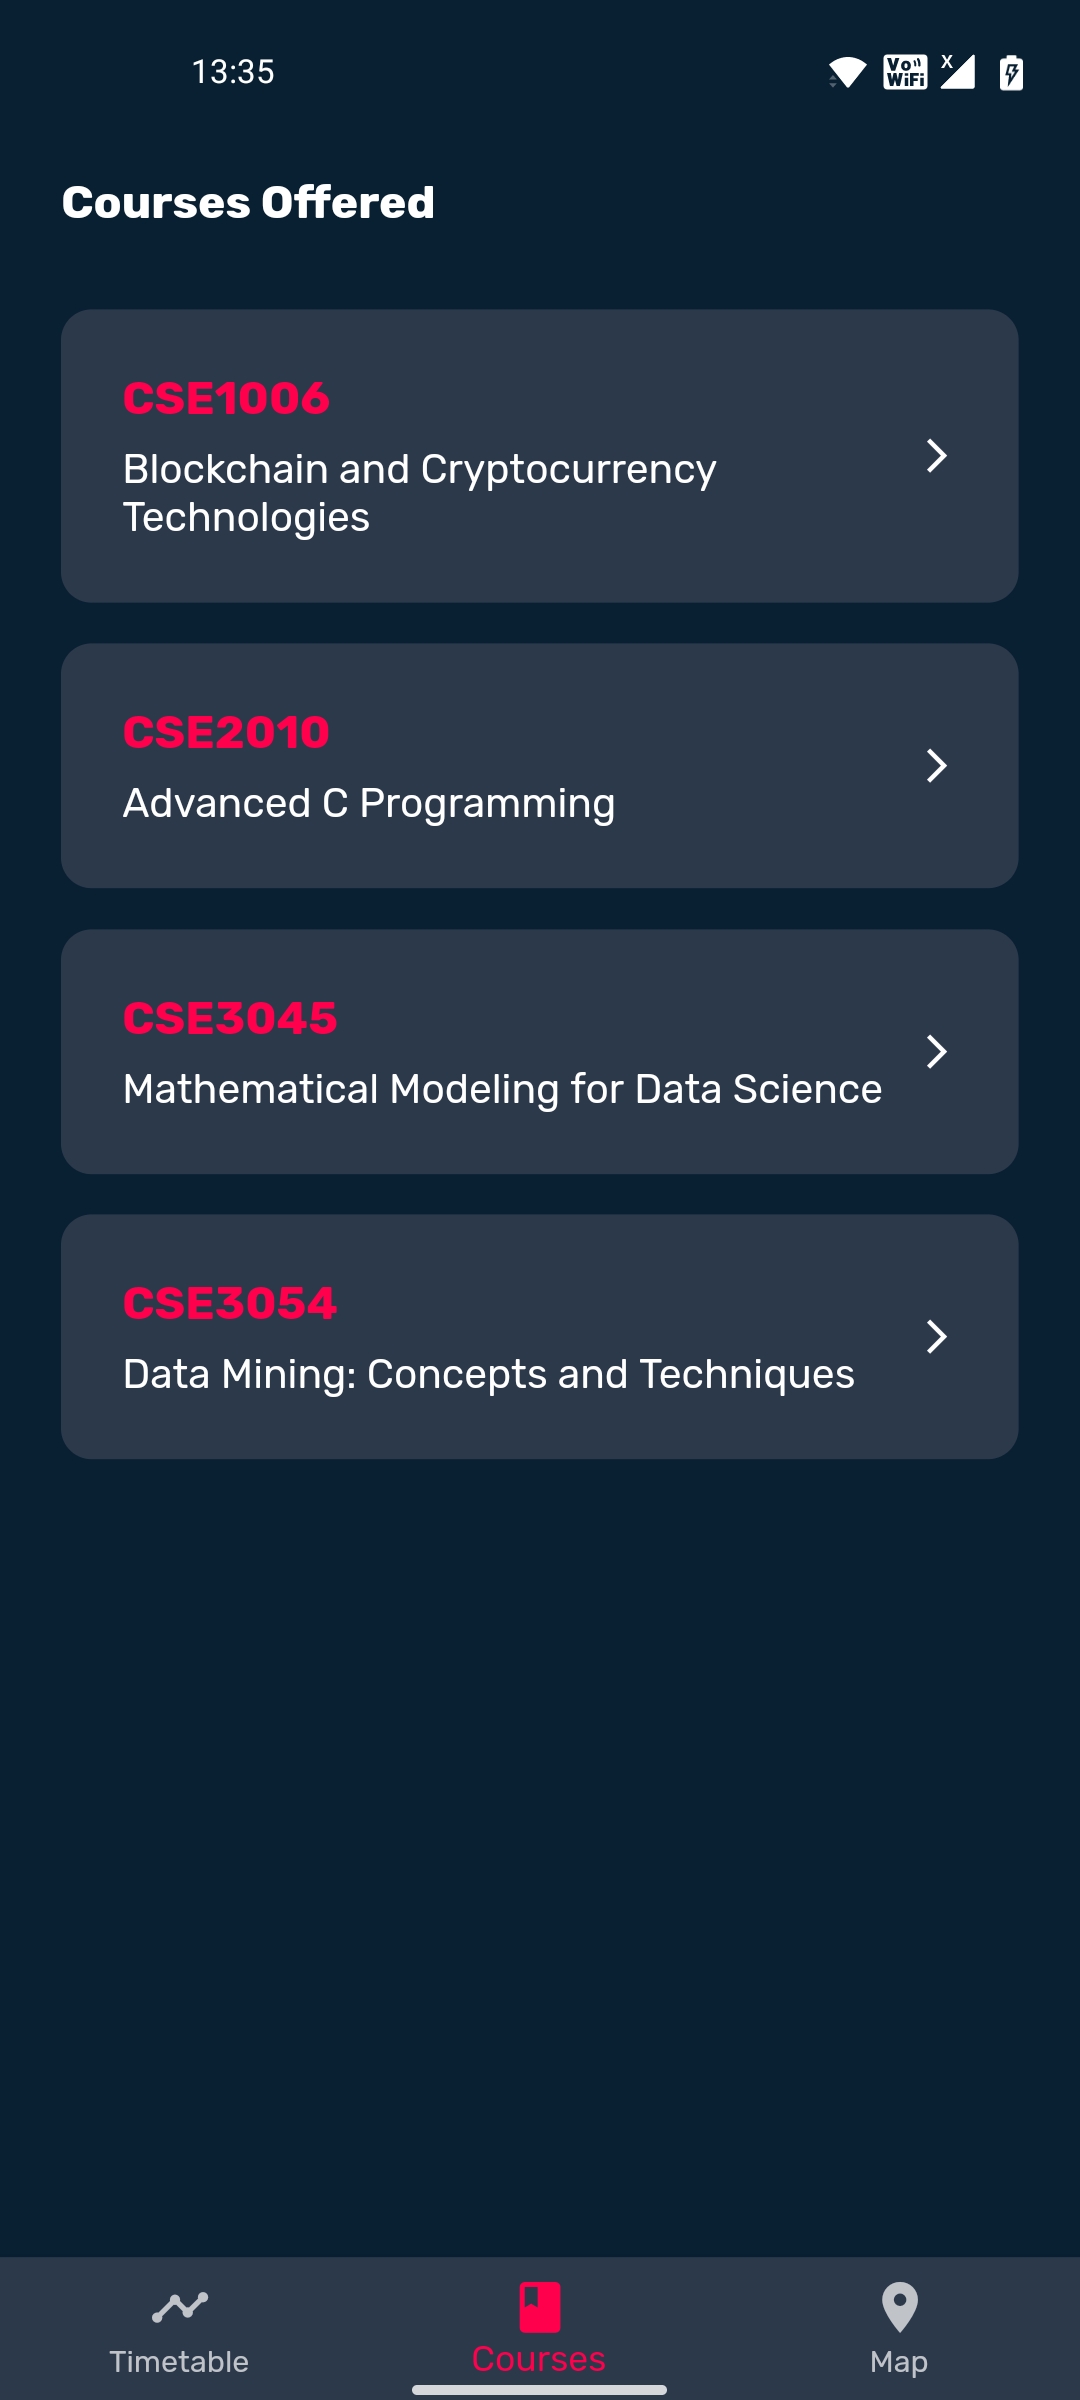 13:35
Vo
WiFi
X
Courses Offered
CSE1006
Blockchain and Cryptocurrency
Technologies
CSE2010
Advanced C Programming
CSE3045
Mathematical Modeling for Data Science
CSE3054
Data Mining: Concepts and Techniques
Timetable
Courses
Map